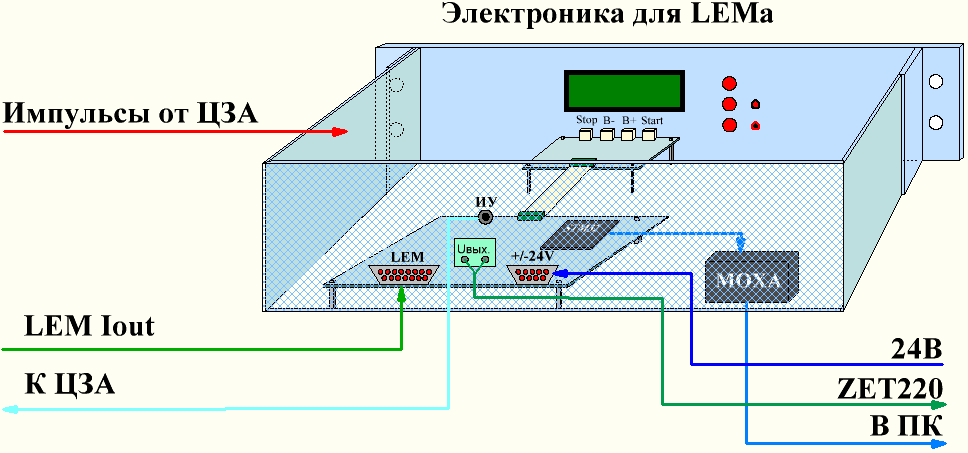 Электроника для LEMa
Импульсы от ЦЗА
Stop B- B+ Start
ИУ
STM32
Uвых.
LEM
+/-24V
MOXA
LEM Iout
24В
К ЦЗА
ZET220
В ПК